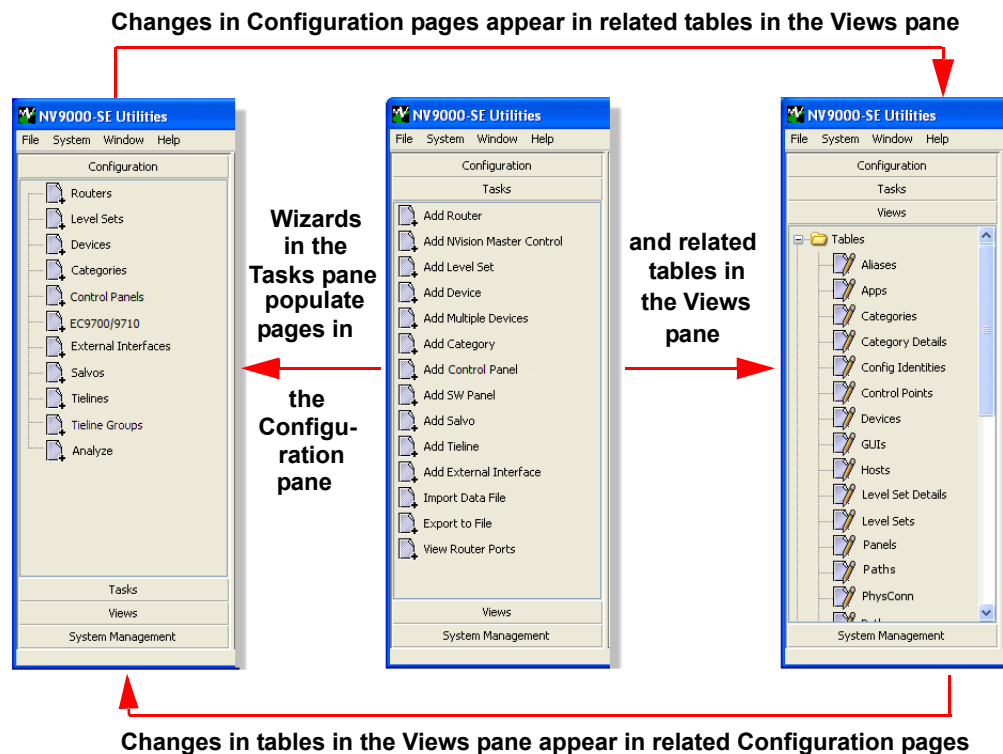 Changes in Configuration pages appear in related tables in the Views pane
NV9000-SE Utilities
File System Window Help
Configuration
Routers
Level Sets
Devices
Categories
Control Panels
EC9700/9710
External Interfaces
Salvos
Tielines
Tieline Groups
Analyze
Tasks
Views
System Management
Wizards
in the
Tasks pane
populate
pages in
the
Configu-
ration
pane
NV9000-SE Utilities
File System Window Help
Configuration
Tasks
Add Router
Add NVision Master Control
Add Level Set
Add Device
Add Multiple Devices
Add Category
Add Control Panel
Add SW Panel
Add Salvo
Add Tieline
Add External Interface
Import Data File
Export to File
View Router Ports
Views
System Management
and related
tables in
the Views
pane
NV9000-SE Utilities
File System Window Help
Configuration
Tasks
Views
Tables
Aliases
Apps
Categories
Category Details
Config Identities
Control Points
Devices
GUIs
Hosts
Level Set Details
Level Sets
Panels
Paths
PhysConn
System Management
Changes in tables in the Views pane appear in related Configuration pages